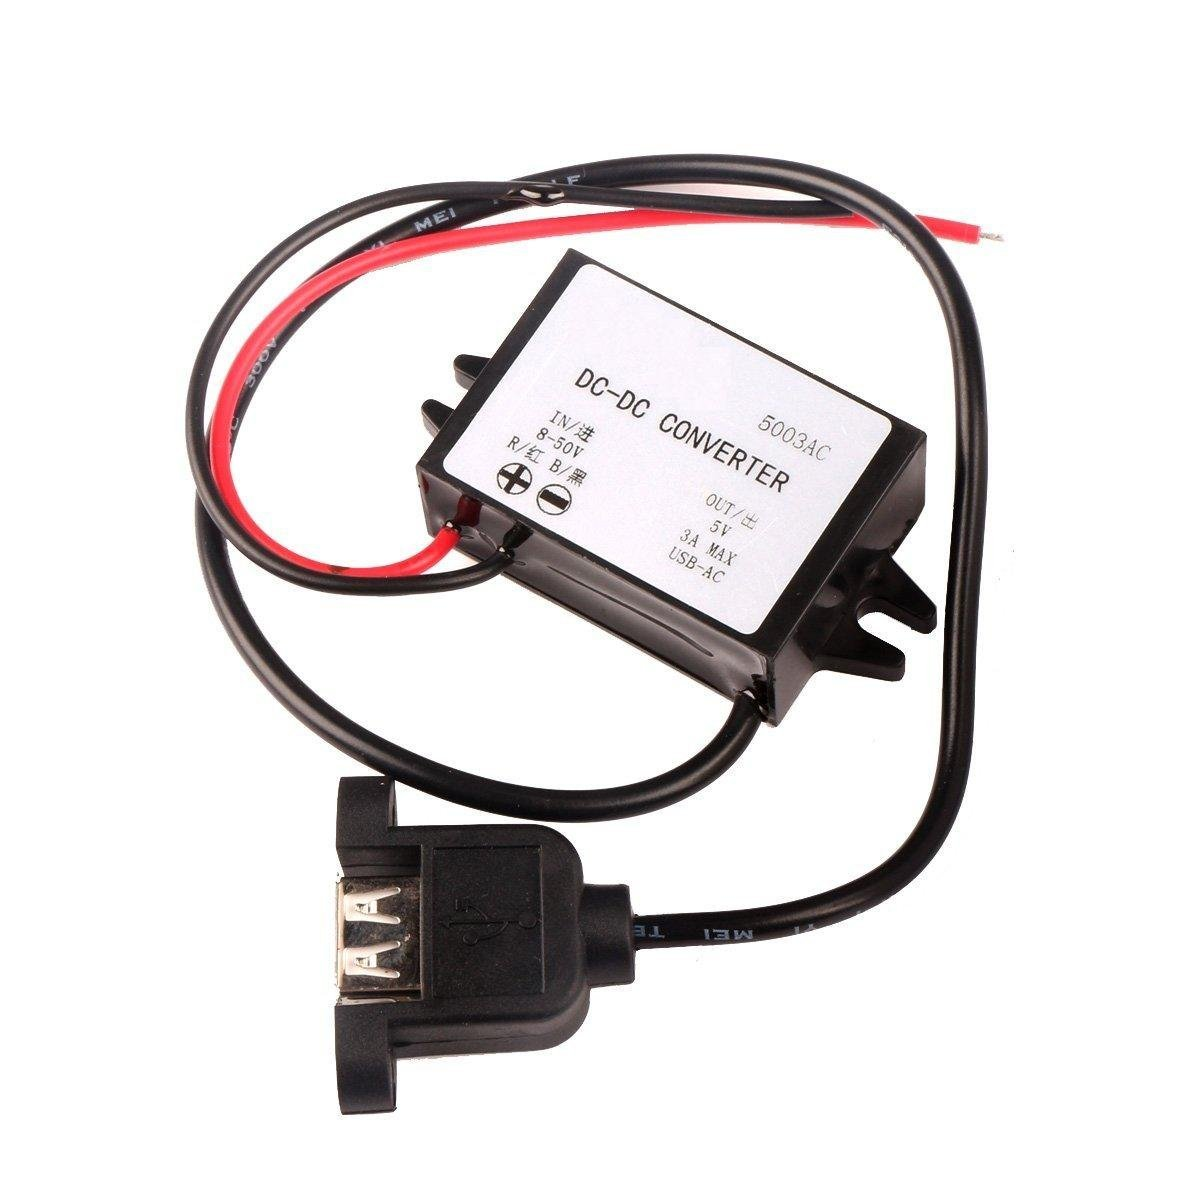 5003AC
DC-DC CONVERTER
IN/进
8-50V
R/红 B/黑
OUT/出
5V
3A MAX
USB-AC
MEI
300V
MEI